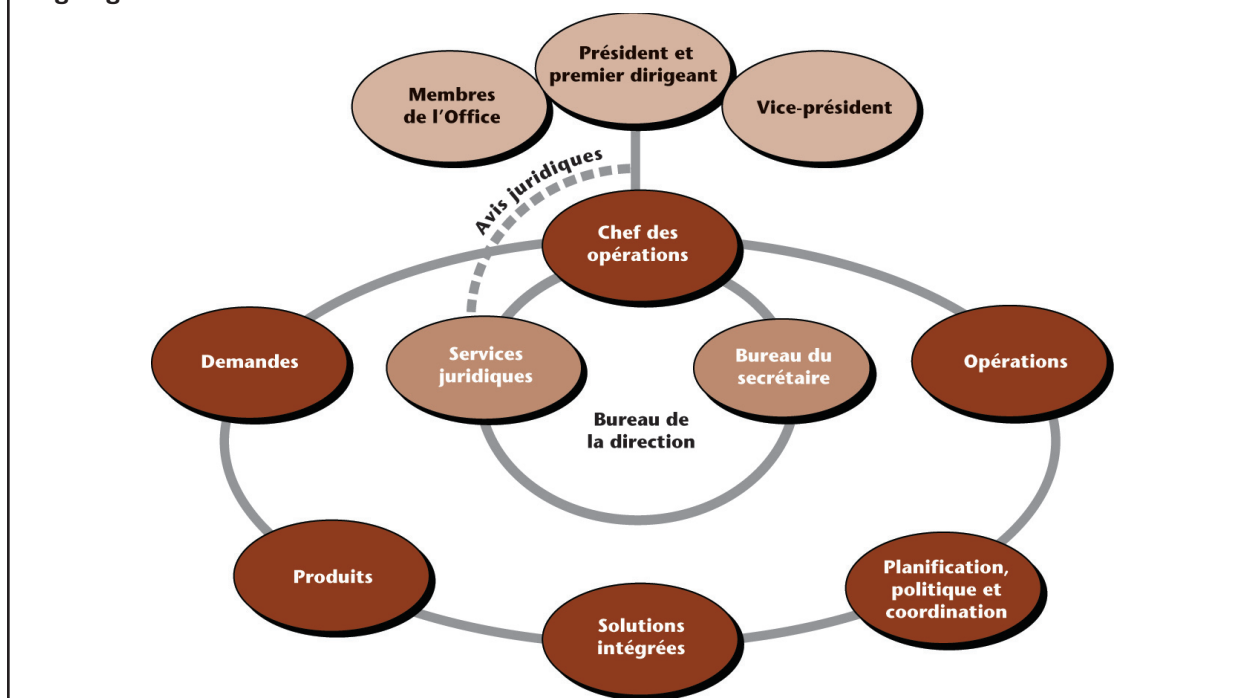 Président et
premier dirigeant
Membres
de l'Office
Vice-président
Avis juridiques
Chef des
opérations
Demandes
Services
juridiques
Bureau du
secrétaire
Opérations
Bureau de
la direction
Produits
Solutions
intégrées
Planification,
politique et
coordination